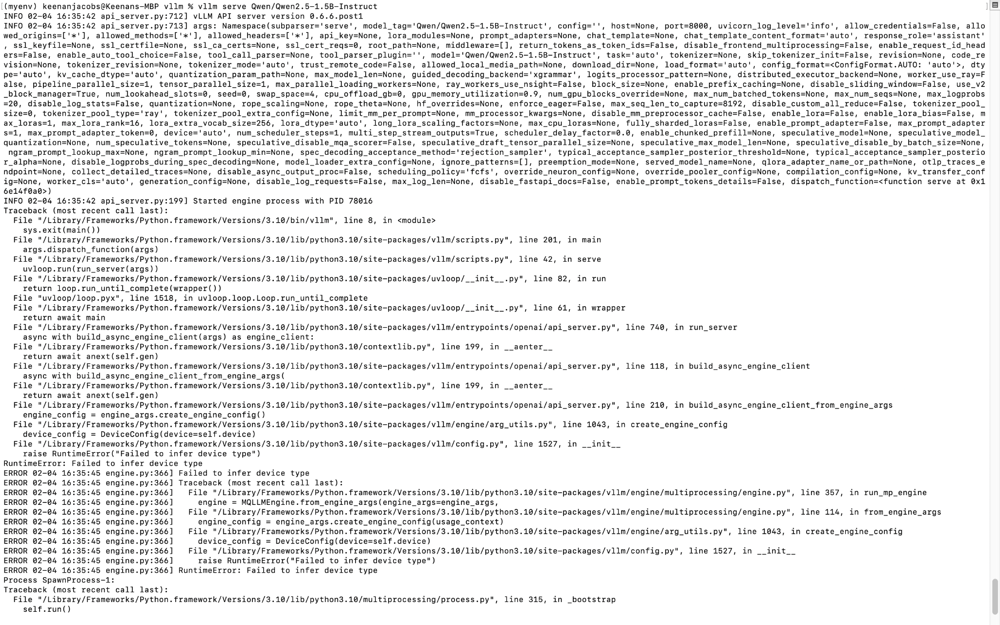 [(myenv) keenanjacobs@Keenans-MBP vllm % vllm serve Qwen/Qwen2.5-1.5B-Instruct ]
INFO 02-04 16:35:42 api_server.py:712] vLLM API server version 0.6.6.post1
INFO 02-04 16:35:42 api_server.py:713] args: Namespace(subparser='serve', model_tag='Qwen/Qwen2.5-1.5B-Instruct', config='', host=None, port=8000, uvicorn_log_level='info', allow_credentials=False, allo
wed_origins=['*'], allowed_methods=['*'], allowed_headers=['*'], api_key=None, lora_modules=None, prompt_adapters=None, chat_template=None, chat_template_content_format='auto', response_role='assistant'
, ssl_keyfile=None, ssl_certfile=None, ssl_ca_certs=None, ssl_cert_reqs=0, root_path=None, middleware=[], return_tokens_as_token_ids=False, disable_frontend_multiprocessing=False, enable_request_id_head
ers=False, enable_auto_tool_choice=False, tool_call_parser=None, tool_parser_plugin='', model='Qwen/Qwen2.5-1.5B-Instruct', task='auto', tokenizer=None, skip_tokenizer_init=False, revision=None, code_re
vision=None, tokenizer_revision=None, tokenizer_mode='auto', trust_remote_code=False, allowed_local_media_path=None, download_dir=None, load_format='auto', config_format=<ConfigFormat.AUTO: 'auto'>, dty
pe='auto', kv_cache_dtype='auto', quantization_param_path=None, max_model_len=None, guided_decoding_backend='xgrammar', logits_processor_pattern=None, distributed_executor_backend=None, worker_use_ray=F
alse, pipeline_parallel_size=1, tensor_parallel_size=1, max_parallel_loading_workers=None, ray_workers_use_nsight=False, block_size=None, enable_prefix_caching=None, disable_sliding_window=False, use_v2
_block_manager=True, num_lookahead_slots=0, seed=0, swap_space=4, cpu_offload_gb=0, gpu_memory_utilization=0.9, num_gpu_blocks_override=None, max_num_batched_tokens=None, max_num_seqs=None, max_logprobs
=20, disable_log_stats=False, quantization=None, rope_scaling=None, rope_theta=None, hf_overrides=None, enforce_eager=False, max_seq_len_to_capture=8192, disable_custom_all_reduce=False, tokenizer_pool_
size=0, tokenizer_pool_type='ray', tokenizer_pool_extra_config=None, limit_mm_per_prompt=None, mm_processor_kwargs=None, disable_mm_preprocessor_cache=False, enable_lora=False, enable_lora_bias=False, m
ax_loras=1, max_lora_rank=16, lora_extra_vocab_size=256, lora_dtype='auto', long_lora_scaling_factors=None, max_cpu_loras=None, fully_sharded_loras=False, enable_prompt_adapter=False, max_prompt_adapter
s=1, max_prompt_adapter_token=0, device='auto', num_scheduler_steps=1, multi_step_stream_outputs=True, scheduler_delay_factor=0.0, enable_chunked_prefill=None, speculative_model=None, speculative_model_
quantization=None, num_speculative_tokens=None, speculative_disable_mqa_scorer=False, speculative_draft_tensor_parallel_size=None, speculative_max_model_len=None, speculative_disable_by_batch_size=None,
 ngram_prompt_lookup_max=None, ngram_prompt_lookup_min=None, spec_decoding_acceptance_method='rejection_sampler', typical_acceptance_sampler_posterior_threshold=None, typical_acceptance_sampler_posterio
r_alpha=None, disable_logprobs_during_spec_decoding=None, model_loader_extra_config=None, ignore_patterns=[], preemption_mode=None, served_model_name=None, qlora_adapter_name_or_path=None, otlp_traces_e
ndpoint=None, collect_detailed_traces=None, disable_async_output_proc=False, scheduling_policy='fcfs', override_neuron_config=None, override_pooler_config=None, compilation_config=None, kv_transfer_conf
ig=None, worker_cls='auto', generation_config=None, disable_log_requests=False, max_log_len=None, disable_fastapi_docs=False, enable_prompt_tokens_details=False, dispatch_function=<function serve at 0x1
6e14f0a0>)
INFO 02-04 16:35:42 api_server.py:199] Started engine process with PID 78016
Traceback (most recent call last):
  File "/Library/Frameworks/Python.framework/Versions/3.10/bin/vllm", line 8, in <module>
    sys.exit(main())
  File "/Library/Frameworks/Python.framework/Versions/3.10/lib/python3.10/site-packages/vllm/scripts.py", line 201, in main
    args.dispatch_function(args)
  File "/Library/Frameworks/Python.framework/Versions/3.10/lib/python3.10/site-packages/vllm/scripts.py", line 42, in serve
    uvloop.run(run_server(args))
  File "/Library/Frameworks/Python.framework/Versions/3.10/lib/python3.10/site-packages/uvloop/__init__.py", line 82, in run
    return loop.run_until_complete(wrapper())
  File "uvloop/loop.pyx", line 1518, in uvloop.loop.Loop.run_until_complete
  File "/Library/Frameworks/Python.framework/Versions/3.10/lib/python3.10/site-packages/uvloop/__init__.py", line 61, in wrapper
    return await main
  File "/Library/Frameworks/Python.framework/Versions/3.10/lib/python3.10/site-packages/vllm/entrypoints/openai/api_server.py", line 740, in run_server
    async with build_async_engine_client(args) as engine_client:
  File "/Library/Frameworks/Python.framework/Versions/3.10/lib/python3.10/contextlib.py", line 199, in __aenter__
    return await anext(self.gen)
  File "/Library/Frameworks/Python.framework/Versions/3.10/lib/python3.10/site-packages/vllm/entrypoints/openai/api_server.py", line 118, in build_async_engine_client
    async with build_async_engine_client_from_engine_args(
  File "/Library/Frameworks/Python.framework/Versions/3.10/lib/python3.10/contextlib.py", line 199, in __aenter__
    return await anext(self.gen)
  File "/Library/Frameworks/Python.framework/Versions/3.10/lib/python3.10/site-packages/vllm/entrypoints/openai/api_server.py", line 210, in build_async_engine_client_from_engine_args
    engine_config = engine_args.create_engine_config()
  File "/Library/Frameworks/Python.framework/Versions/3.10/lib/python3.10/site-packages/vllm/engine/arg_utils.py", line 1043, in create_engine_config
    device_config = DeviceConfig(device=self.device)
  File "/Library/Frameworks/Python.framework/Versions/3.10/lib/python3.10/site-packages/vllm/config.py", line 1527, in __init__
    raise RuntimeError("Failed to infer device type")
RuntimeError: Failed to infer device type
ERROR 02-04 16:35:45 engine.py:366] Failed to infer device type
ERROR 02-04 16:35:45 engine.py:366] Traceback (most recent call last):
ERROR 02-04 16:35:45 engine.py:366]   File "/Library/Frameworks/Python.framework/Versions/3.10/lib/python3.10/site-packages/vllm/engine/multiprocessing/engine.py", line 357, in run_mp_engine
ERROR 02-04 16:35:45 engine.py:366]     engine = MQLLMEngine.from_engine_args(engine_args=engine_args,
ERROR 02-04 16:35:45 engine.py:366]   File "/Library/Frameworks/Python.framework/Versions/3.10/lib/python3.10/site-packages/vllm/engine/multiprocessing/engine.py", line 114, in from_engine_args
ERROR 02-04 16:35:45 engine.py:366]     engine_config = engine_args.create_engine_config(usage_context)
ERROR 02-04 16:35:45 engine.py:366]   File "/Library/Frameworks/Python.framework/Versions/3.10/lib/python3.10/site-packages/vllm/engine/arg_utils.py", line 1043, in create_engine_config
ERROR 02-04 16:35:45 engine.py:366]     device_config = DeviceConfig(device=self.device)
ERROR 02-04 16:35:45 engine.py:366]   File "/Library/Frameworks/Python.framework/Versions/3.10/lib/python3.10/site-packages/vllm/config.py", line 1527, in __init__
ERROR 02-04 16:35:45 engine.py:366]     raise RuntimeError("Failed to infer device type")
ERROR 02-04 16:35:45 engine.py:366] RuntimeError: Failed to infer device type
Process SpawnProcess-1:
Traceback (most recent call last):
  File "/Library/Frameworks/Python.framework/Versions/3.10/lib/python3.10/multiprocessing/process.py", line 315, in _bootstrap
    self.run()